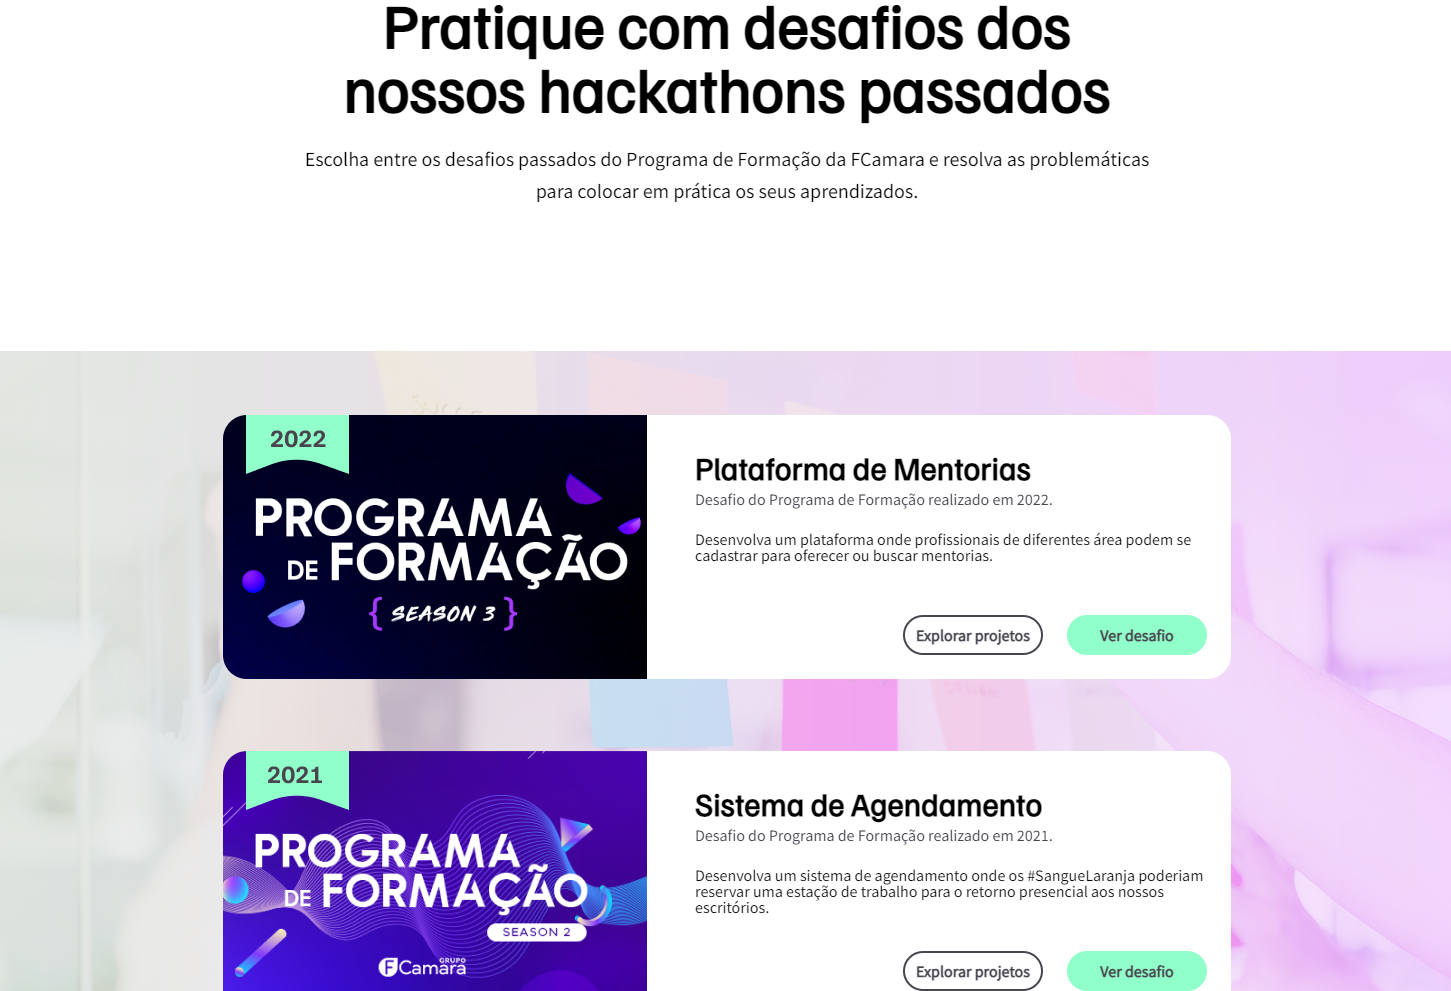 Pratique com desafios dos
nossos hackathons passados
Escolha entre os desafios passados do Programa de Formação da FCamara e resolva as problemáticas
para colocar em prática os seus aprendizados.
2022
PROGRAMA
DE FORMAÇÃO
{ SEASON 3 }
Plataforma de Mentorias
Desafio do Programa de Formação realizado em 2022.
Desenvolva um plataforma onde profissionais de diferentes área podem se
cadastrar para oferecer ou buscar mentorias.
Explorar projetos
Ver desafio
2021
PROGRAMA
DE FORMAÇÃO
SEASON 2
GRUPO
FCamara
Sistema de Agendamento
Desafio do Programa de Formação realizado em 2021.
Desenvolva um sistema de agendamento onde os #SangueLaranja poderiam
reservar uma estação de trabalho para o retorno presencial aos nossos
escritórios.
Explorar projetos
Ver desafio